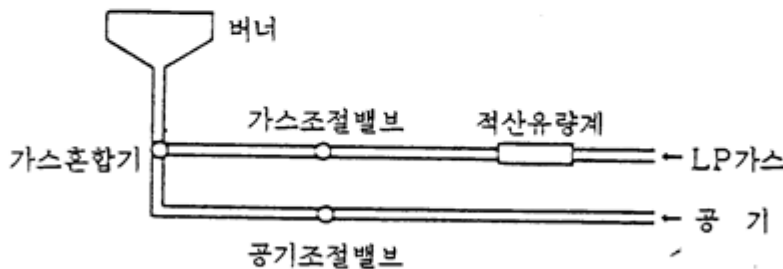 버너
가스조절밸브 적산유량계
가스혼합기 ← LP가스
← 공 기
공기조절밸브